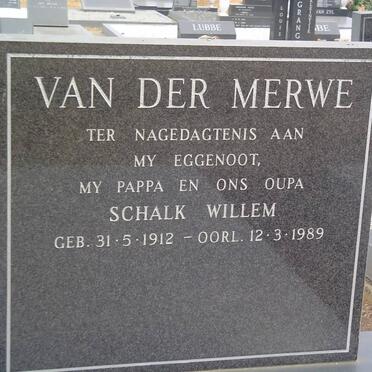 LUBBE
VAN DER MERWE
TER NAGEDAGTENIS AAN
MY EGGENOOT,
MY PAPPA EN ONS OUPA
SCHALK WILLEM
GEB. 31·5·1912 – OORL. 12·3·1989